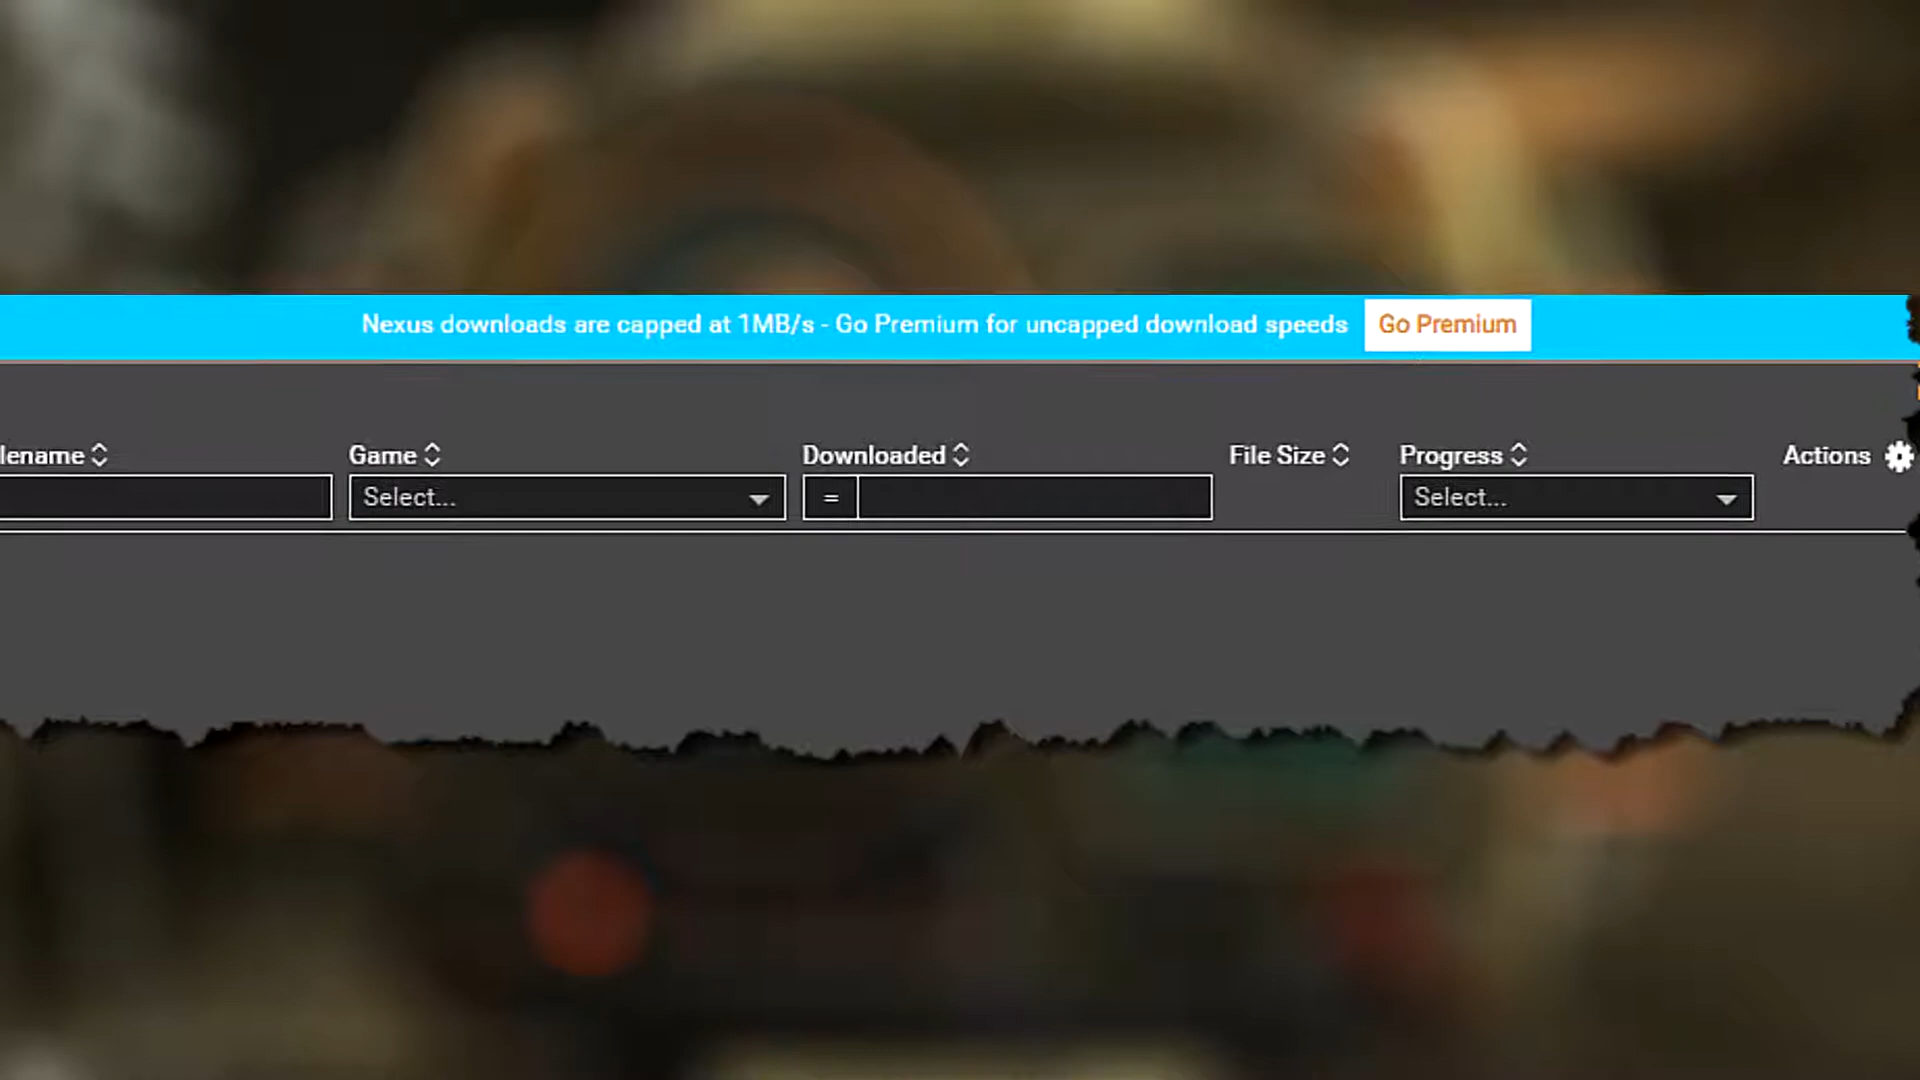 Nexus downloads are capped at 1MB/s - Go Premium for uncapped download speeds Go Premium
lename Game Downloaded File Size Progress Actions
Select... = Select...